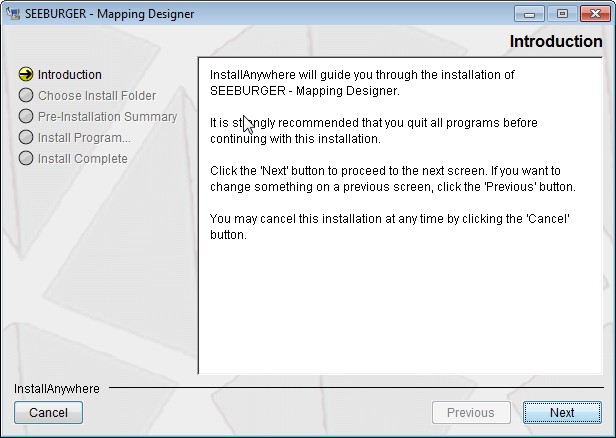 SEEBURGER - Mapping Designer
Introduction
Introduction
Choose Install Folder
Pre-Installation Summary
Install Program...
Install Complete
InstallAnywhere will guide you through the installation of
SEEBURGER - Mapping Designer.
It is strongly recommended that you quit all programs before
continuing with this installation.
Click the 'Next' button to proceed to the next screen. If you want to
change something on a previous screen, click the 'Previous' button.
You may cancel this installation at any time by clicking the 'Cancel'
button.
InstallAnywhere
Cancel
Previous
Next